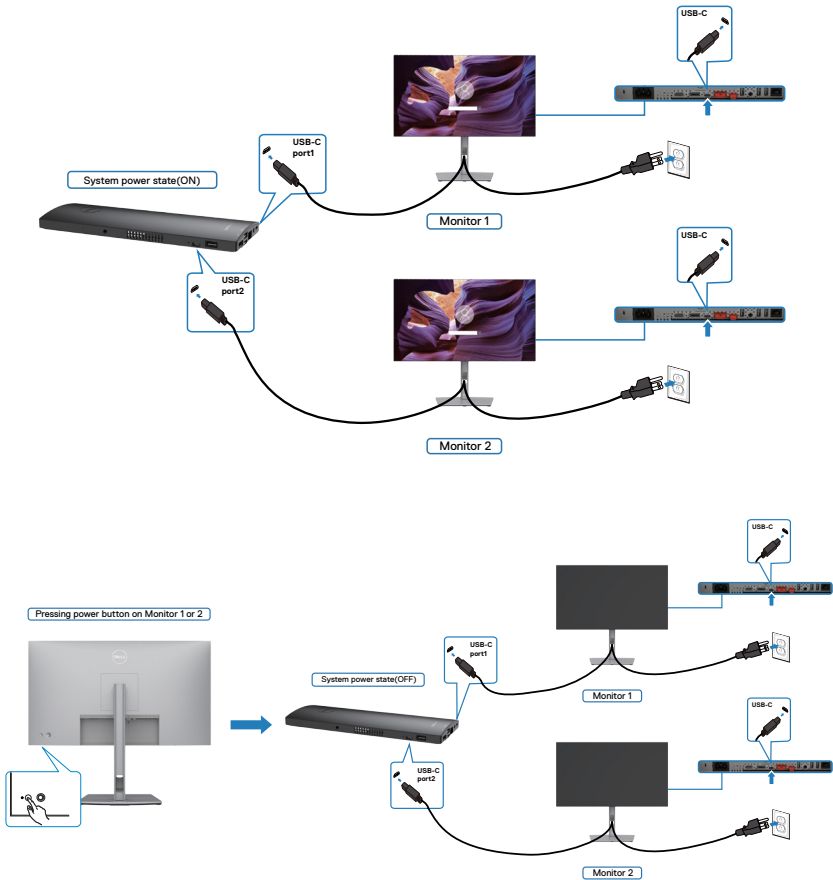 USB-C
USB-C
port1
System power state(ON)
Monitor 1
USB-C
USB-C
port2
Monitor 2
USB-C
Pressing power button on Monitor 1 or 2
USB-C
port1
DELL
System power state(OFF)
Monitor 1
USB-C
USB-C
port2
Monitor 2